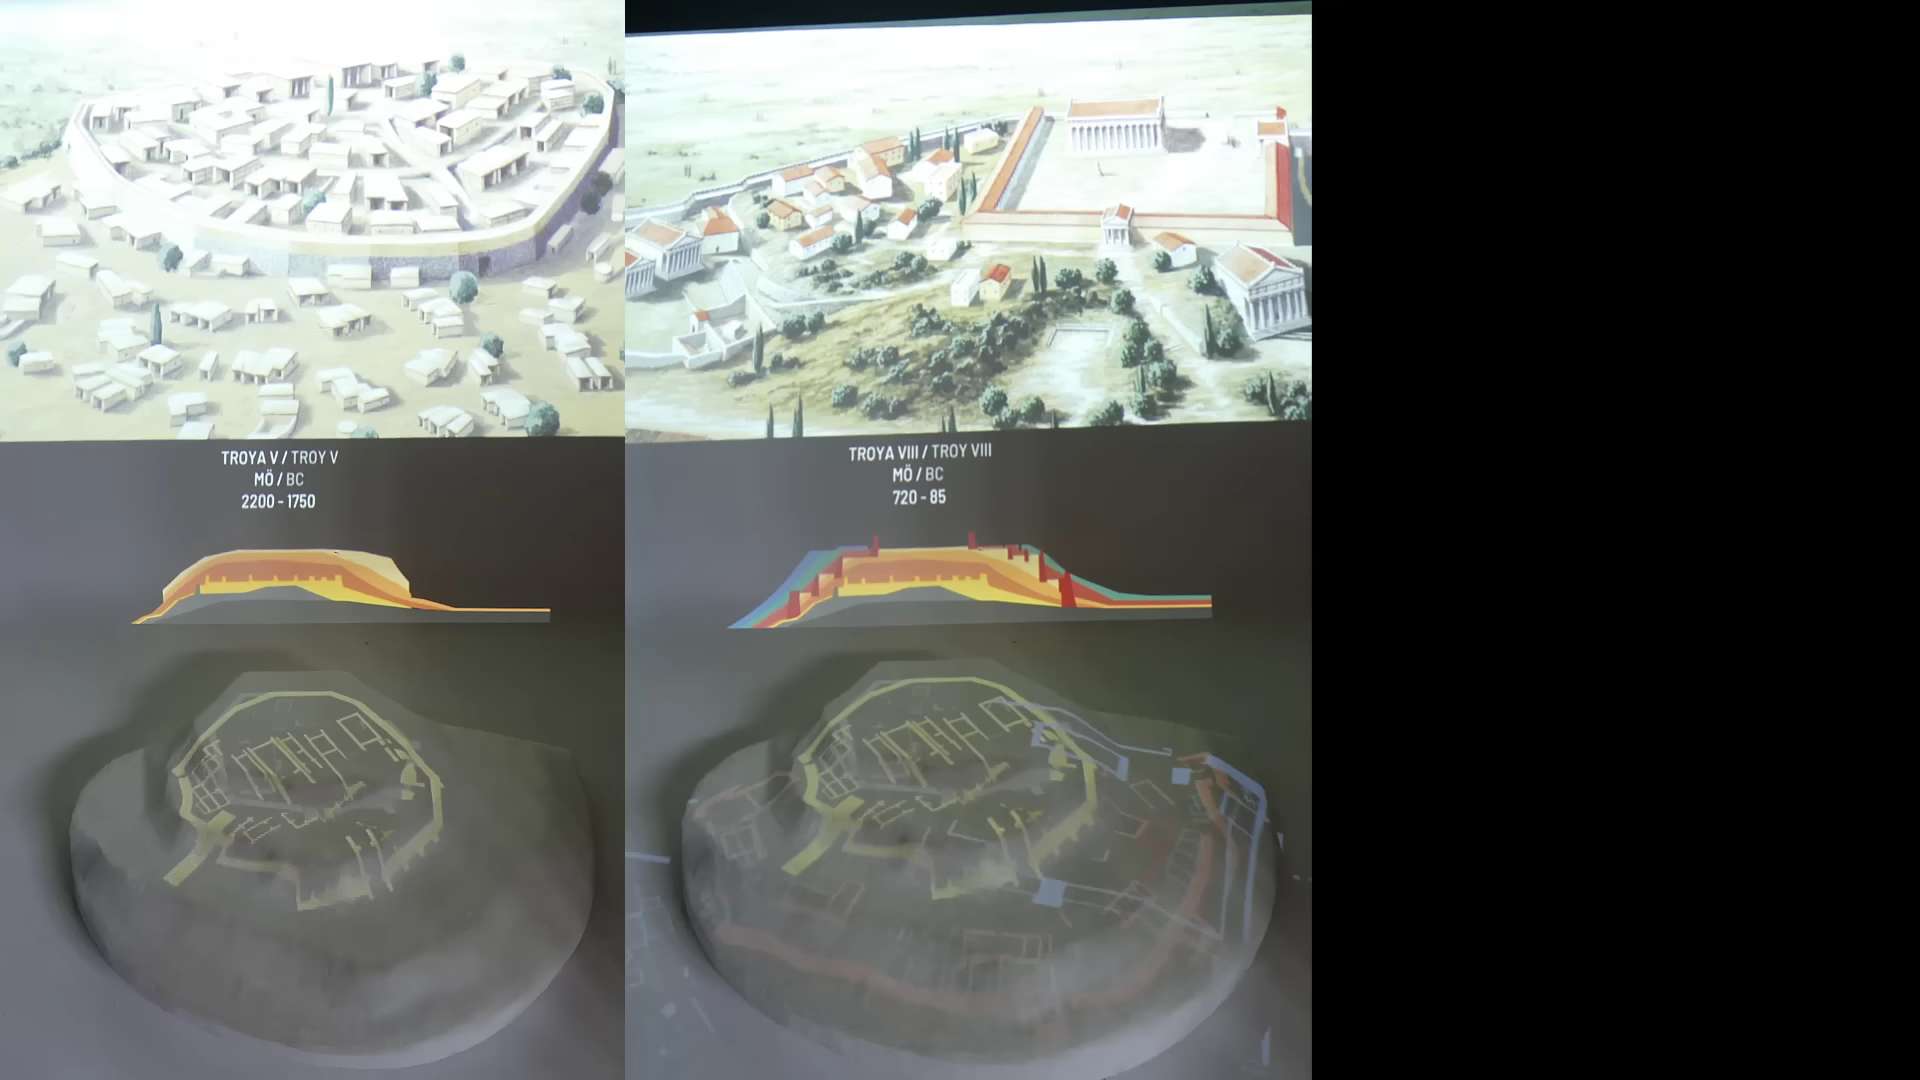 TROYA V / TROY V
MÖ / BC
2200 - 1750
TROYA VIII / TROY VIII
MÖ / BC
720 - 85